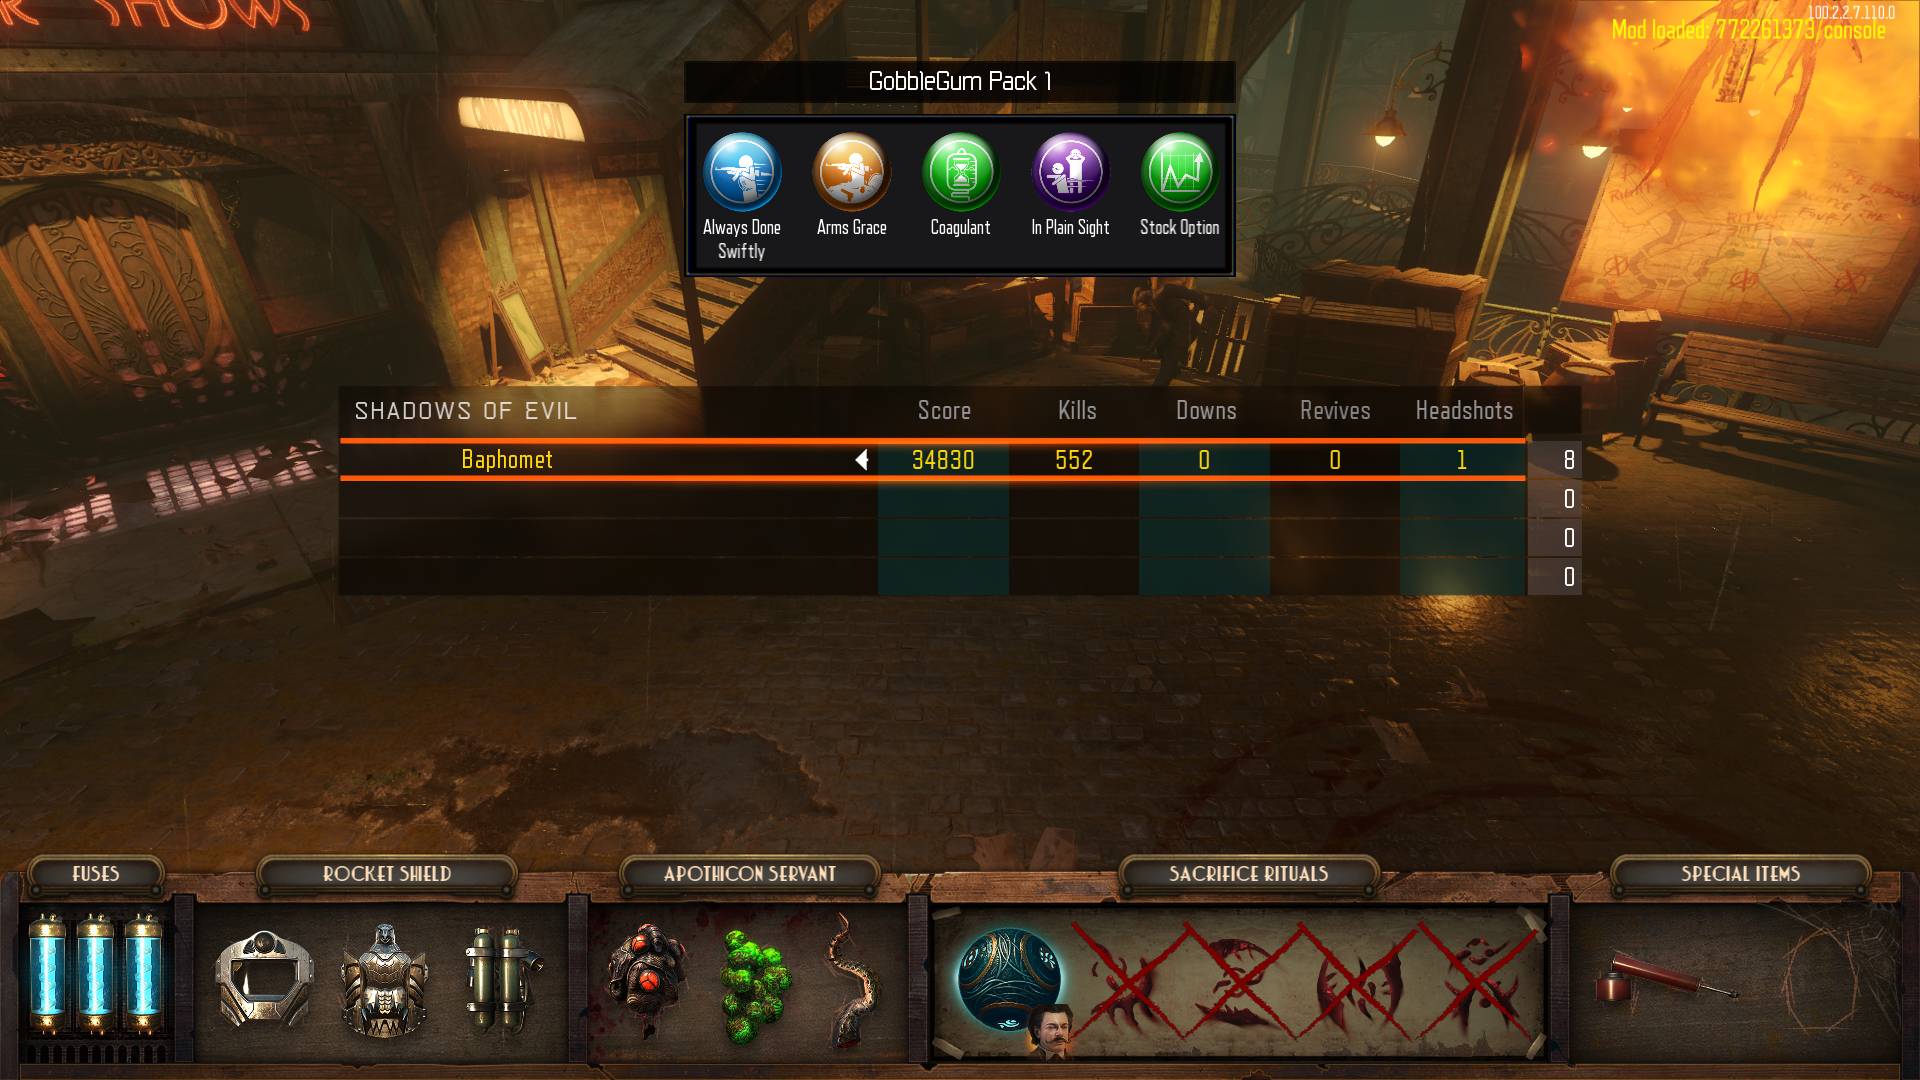 R SHOWS
100.2.2.7.110.0
Mod loaded: 772261373/console
GobbleGum Pack 1
Always Done Swiftly
Arms Grace
Coagulant
In Plain Sight
Stock Option
SHADOWS OF EVIL Score Kills Downs Revives Headshots
Baphomet 34830 552 0 0 1 8
0
0
0
FUSES
ROCKET SHIELD
APOTHICON SERVANT
SACRIFICE RITUALS
SPECIAL ITEMS